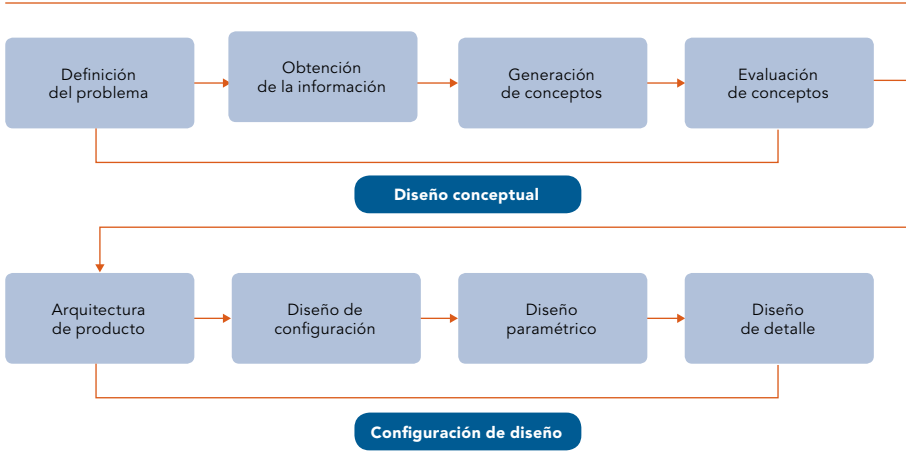 Definición
del problema
Obtención
de la información
Generación
de conceptos
Evaluación
de conceptos
Diseño conceptual
Arquitectura
de producto
Diseño de
configuración
Diseño
paramétrico
Diseño
de detalle
Configuración de diseño